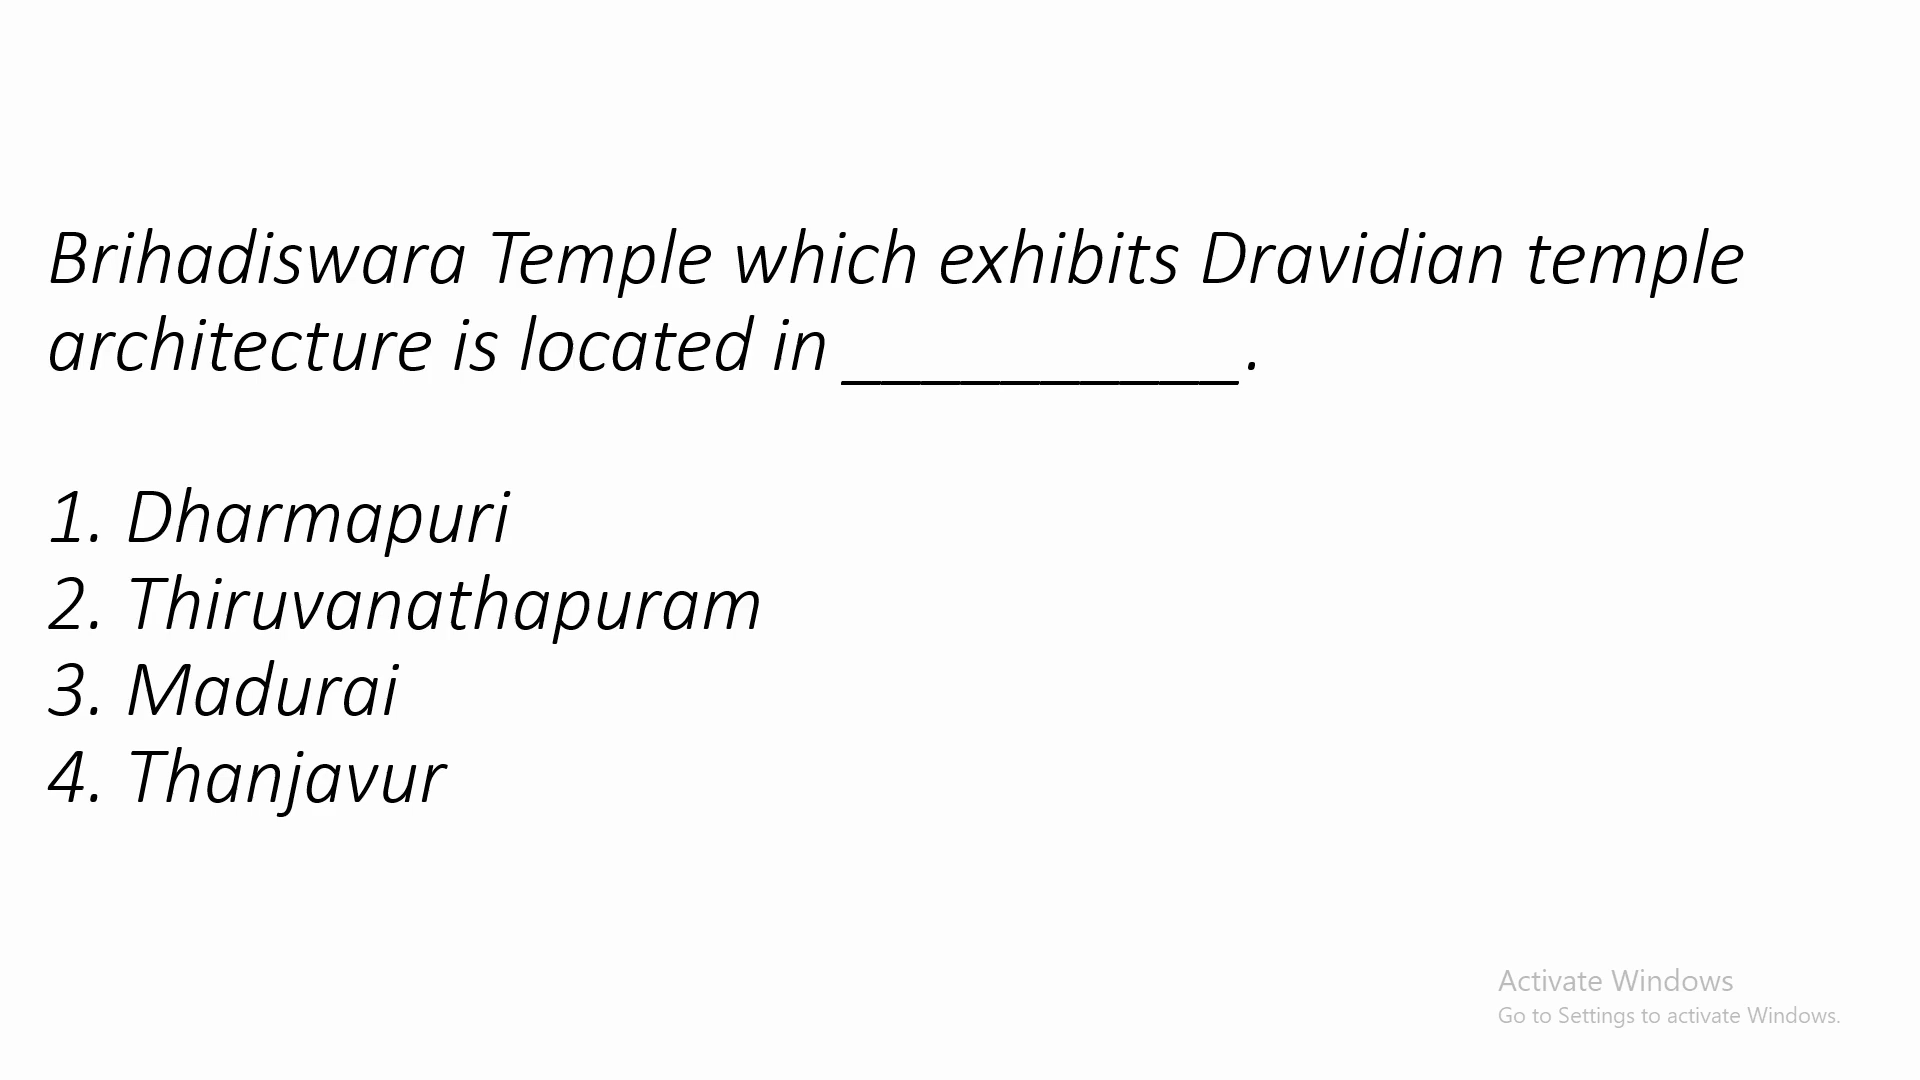 Brihadiswara Temple which exhibits Dravidian temple
architecture is located in __________.
1. Dharmapuri
2. Thiruvanathapuram
3. Madurai
4. Thanjavur
Activate Windows
Go to Settings to activate Windows.